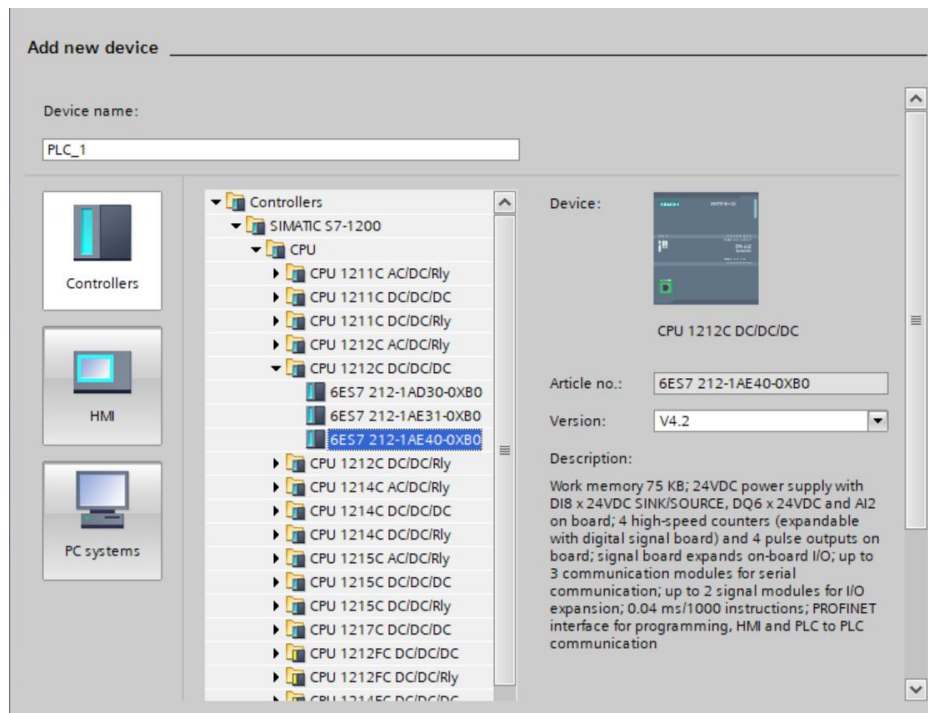 Add new device
Device name:
PLC_1
Controllers
HMI
PC systems
Controllers
SIMATIC S7-1200
CPU
CPU 1211C AC/DC/Rly
CPU 1211C DC/DC/DC
CPU 1211C DC/DC/Rly
CPU 1212C AC/DC/Rly
CPU 1212C DC/DC/DC
6ES7 212-1AD30-0XB0
6ES7 212-1AE31-0XB0
6ES7 212-1AE40-0XB0
CPU 1212C DC/DC/Rly
CPU 1214C AC/DC/Rly
CPU 1214C DC/DC/DC
CPU 1214C DC/DC/Rly
CPU 1215C AC/DC/Rly
CPU 1215C DC/DC/DC
CPU 1215C DC/DC/Rly
CPU 1217C DC/DC/DC
CPU 1212FC DC/DC/DC
CPU 1212FC DC/DC/Rly
CPU 1214FC DC/DC/DC
Device:
SIEMENS
CPU 1212C DC/DC/DC
Article no.:
6ES7 212-1AE40-0XB0
Version:
V4.2
Description:
Work memory 75 KB; 24VDC power supply with
DI8 x 24VDC SINK/SOURCE, DQ6 x 24VDC and AI2
on board; 4 high-speed counters (expandable
with digital signal board) and 4 pulse outputs on
board; signal board expands on-board I/O; up to
3 communication modules for serial
communication; up to 2 signal modules for I/O
expansion; 0.04 ms/1000 instructions; PROFINET
interface for programming, HMI and PLC to PLC
communication